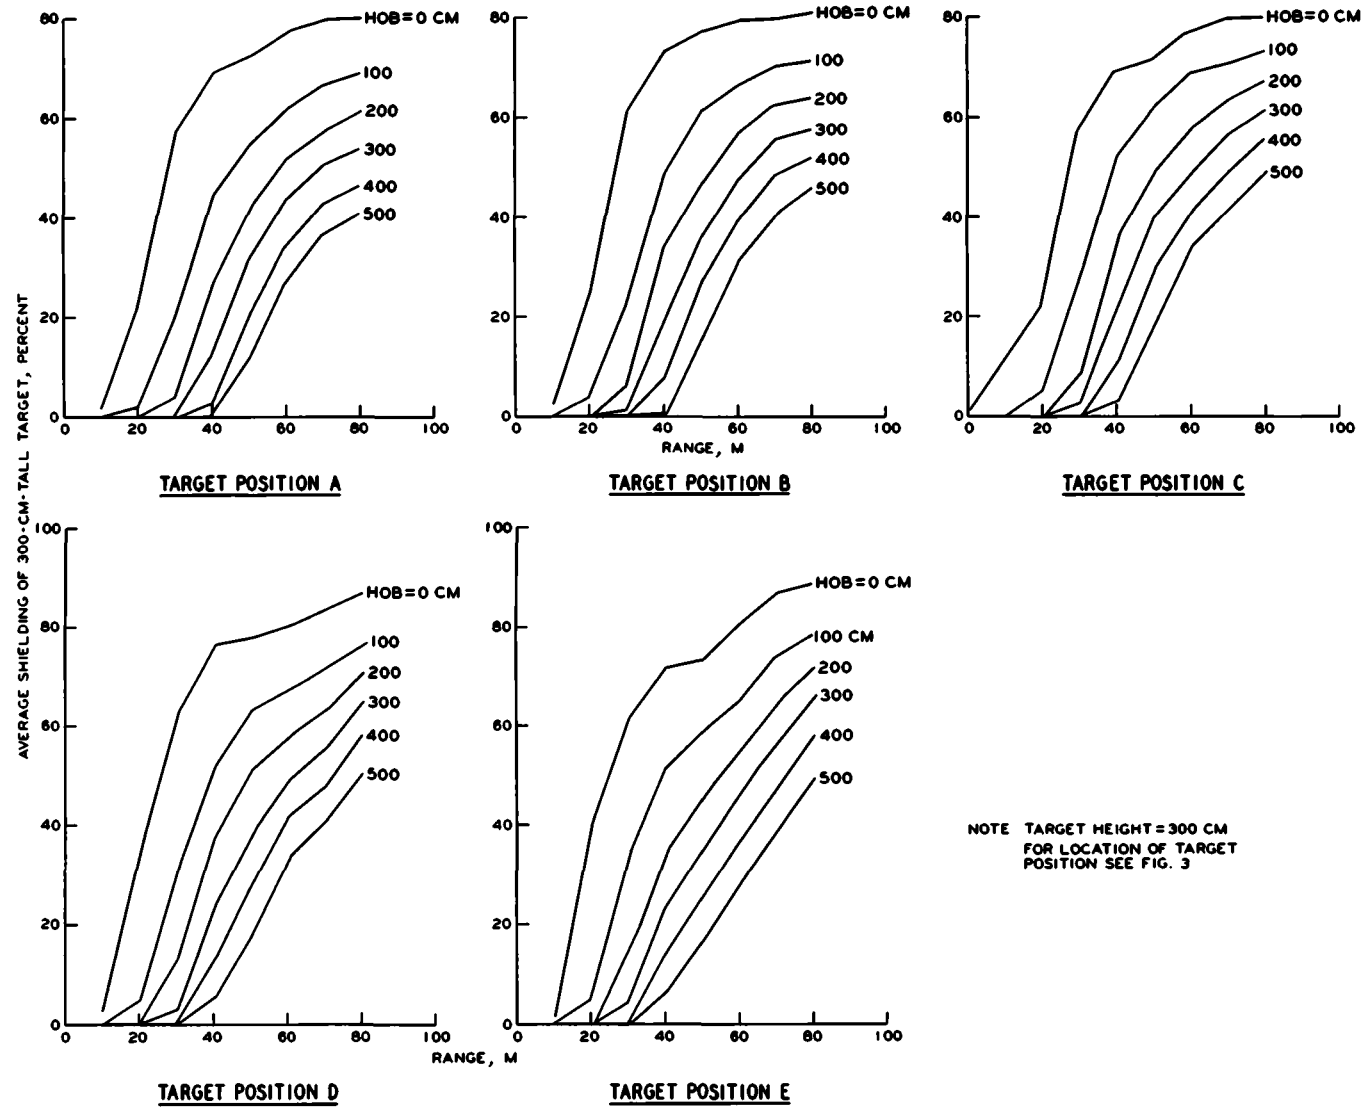 AVERAGE SHIELDING OF 300-CM-TALL TARGET, PERCENT
80
60
40
20
0
0 20 40 60 80 100
HOB=0 CM
100
200
300
400
500
TARGET POSITION A
80
60
40
20
0
0 20 40 60 80 100
RANGE, M
HOB=0 CM
100
200
300
400
500
TARGET POSITION B
80
60
40
20
0
0 20 40 60 80 100
HOB=0 CM
100
200
300
400
500
TARGET POSITION C
100
80
60
40
20
0
0 20 40 60 80 100
RANGE, M
HOB=0 CM
100
200
300
400
500
TARGET POSITION D
100
80
60
40
20
0
0 20 40 60 80 100
HOB=0 CM
100 CM
200
300
400
500
TARGET POSITION E
NOTE TARGET HEIGHT=300 CM
FOR LOCATION OF TARGET
POSITION SEE FIG. 3